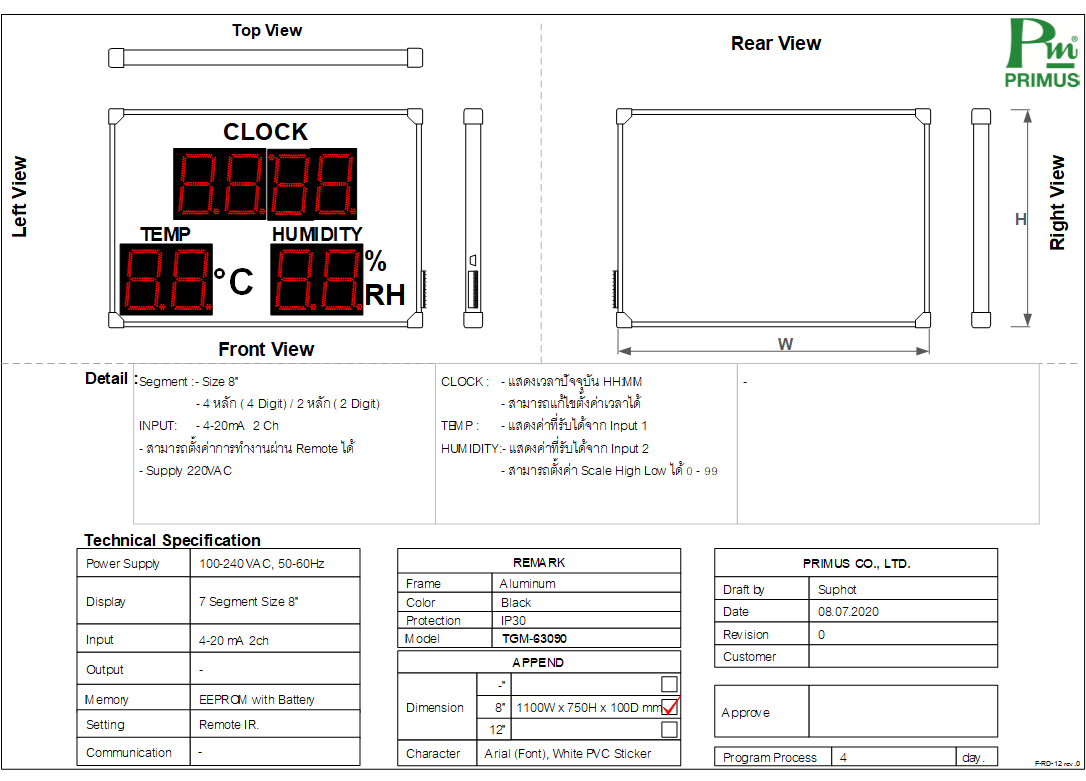 Top View
Rear View
Pm®
PRIMUS
Left View
CLOCK
88:88
TEMP
HUMIDITY
88 °C
88 % RH
H
Right View
W
Front View
Detail :
Segment :- Size 8"
- 4 หลัก ( 4 Digit) / 2 หลัก ( 2 Digit)
INPUT: - 4-20mA 2 Ch
- สามารถตั้งค่าการทำงานผ่าน Remote ได้
- Supply 220VAC
CLOCK : - แสดงเวลาปัจจุบัน HH:MM
- สามารถแก้ไขตั้งค่าเวลาได้
TEMP : - แสดงค่าที่รับได้จาก Input 1
HUMIDITY:- แสดงค่าที่รับได้จาก Input 2
- สามารถตั้งค่า Scale High Low ได้ 0 - 99
-
Technical Specification
Power Supply 100-240VAC, 50-60Hz
Display 7 Segment Size 8"
Input 4-20 mA 2ch
Output -
Memory EEPROM with Battery
Setting Remote IR.
Communication -
REMARK
Frame Aluminum
Color Black
Protection IP30
Model TGM-63090
APPEND
Dimension
-"
8" 1100W x 750H x 100D mm
12"
Character Arial (Font), White PVC Sticker
PRIMUS CO., LTD.
Draft by Suphot
Date 08.07.2020
Revision 0
Customer
Approve
Program Process 4 day.
F-RD-12 rev.0